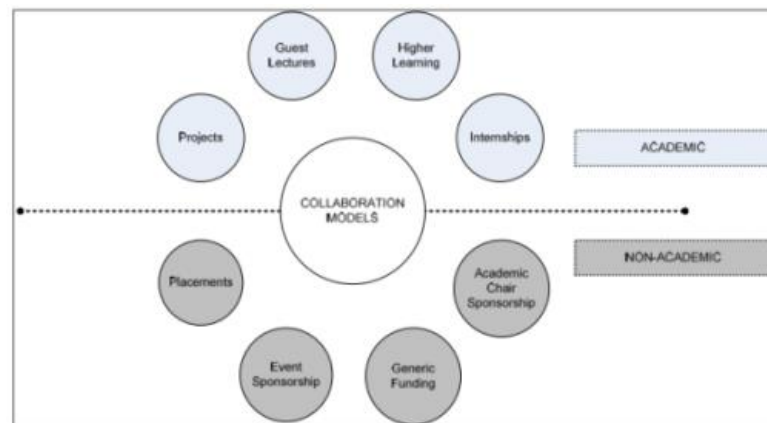 Guest
Lectures
Higher
Learning
Projects
Internships
ACADEMIC
COLLABORATION
MODELS
Placements
Academic
Chair
Sponsorship
NON-ACADEMIC
Event
Sponsorship
Generic
Funding